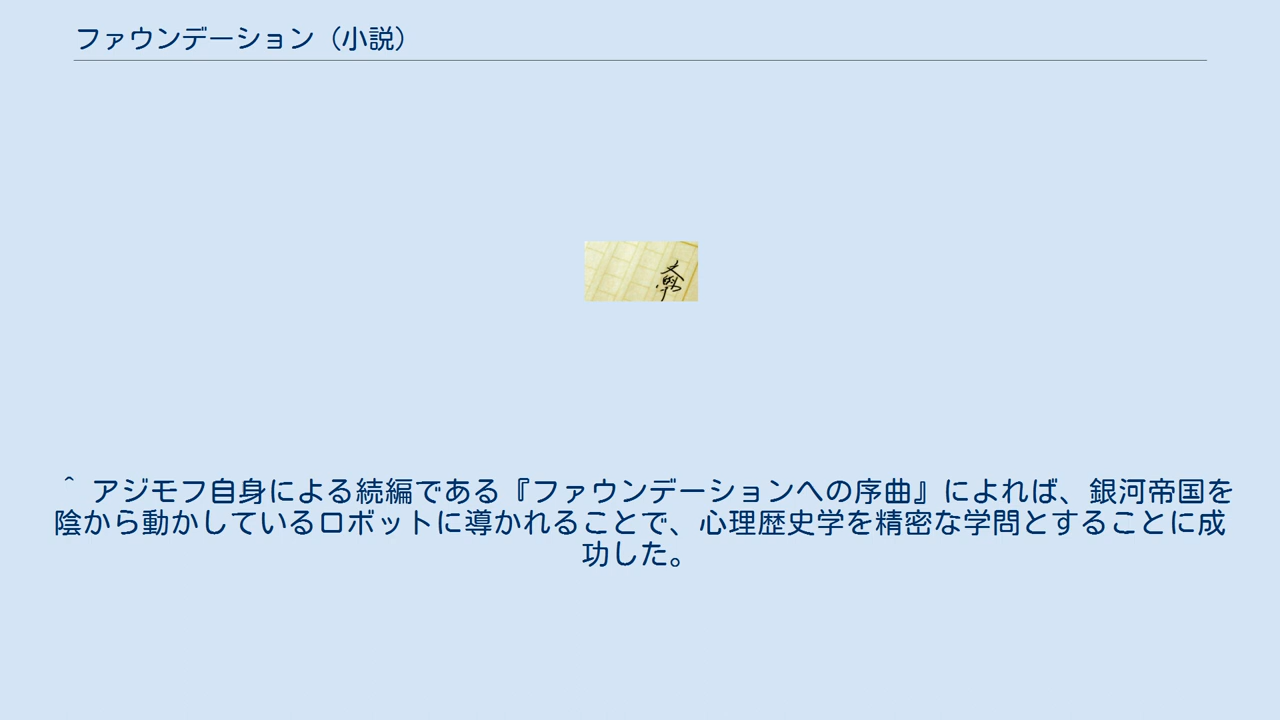 ファウンデーション（小説）
^ アジモフ自身による続編である『ファウンデーションへの序曲』によれば、銀河帝国を
陰から動かしているロボットに導かれることで、心理歴史学を精密な学問とすることに成
功した。